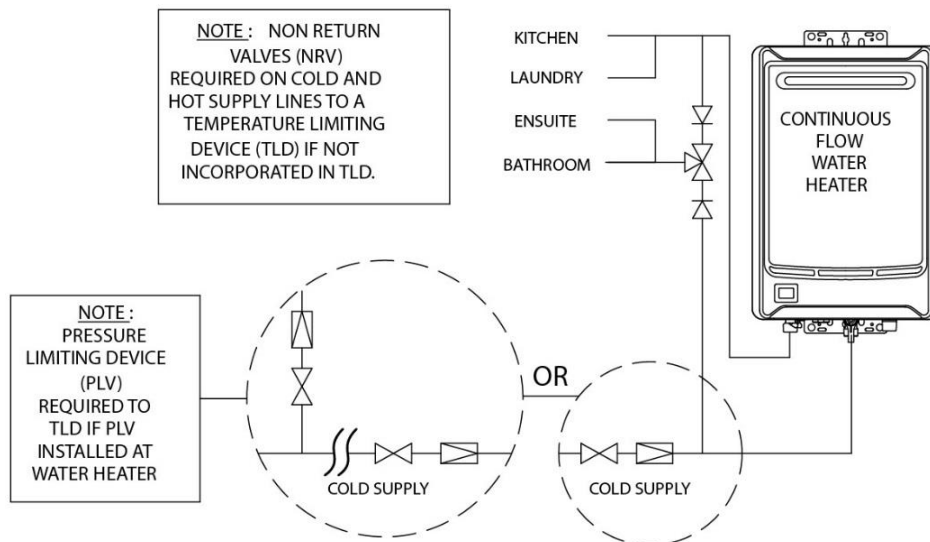 NOTE : NON RETURN
VALVES (NRV)
REQUIRED ON COLD AND
HOT SUPPLY LINES TO A
TEMPERATURE LIMITING
DEVICE (TLD) IF NOT
INCORPORATED IN TLD.
KITCHEN
LAUNDRY
ENSUITE
BATHROOM
CONTINUOUS
FLOW
WATER
HEATER
NOTE :
PRESSURE
LIMITING DEVICE
(PLV)
REQUIRED TO
TLD IF PLV
INSTALLED AT
WATER HEATER
OR
COLD SUPPLY
COLD SUPPLY